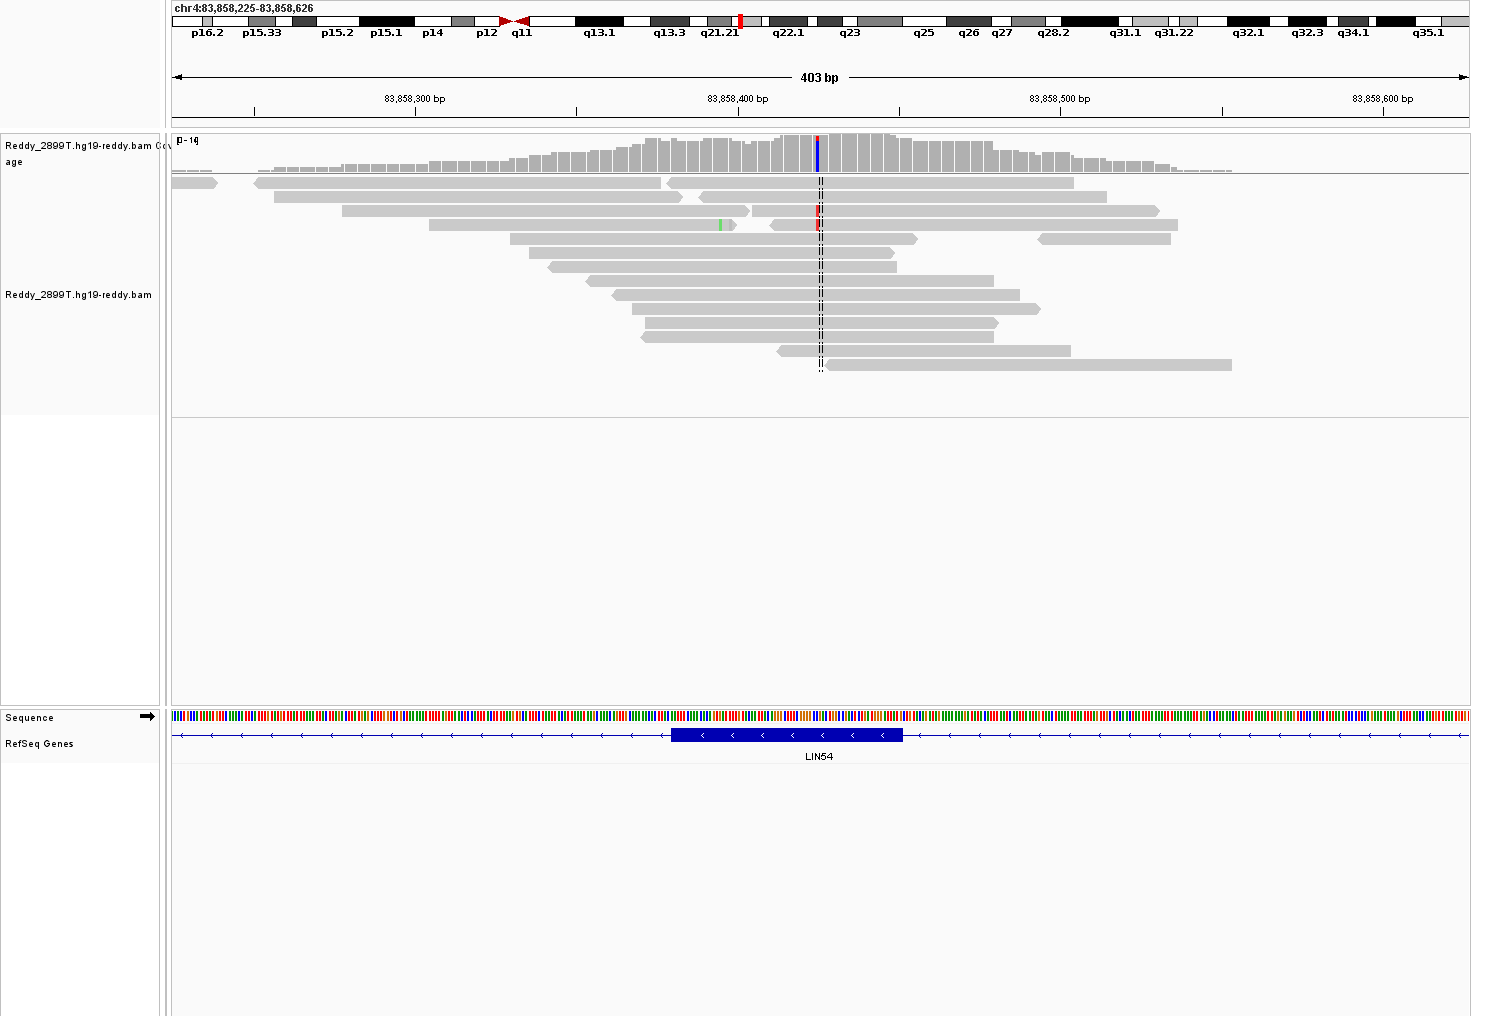 chr4:83,858,225-83,858,626
p16.2 p15.33 p15.2 p15.1 p14 p12 q11 q13.1 q13.3 q21.21 q22.1 q23 q25 q26 q27 q28.2 q31.1 q31.22 q32.1 q32.3 q34.1 q35.1
403 bp
83,858,300 bp 83,858,400 bp 83,858,500 bp 83,858,600 bp
Reddy_2899T.hg19-reddy.bam Cover
age
Reddy_2899T.hg19-reddy.bam
Sequence
RefSeq Genes
LIN54